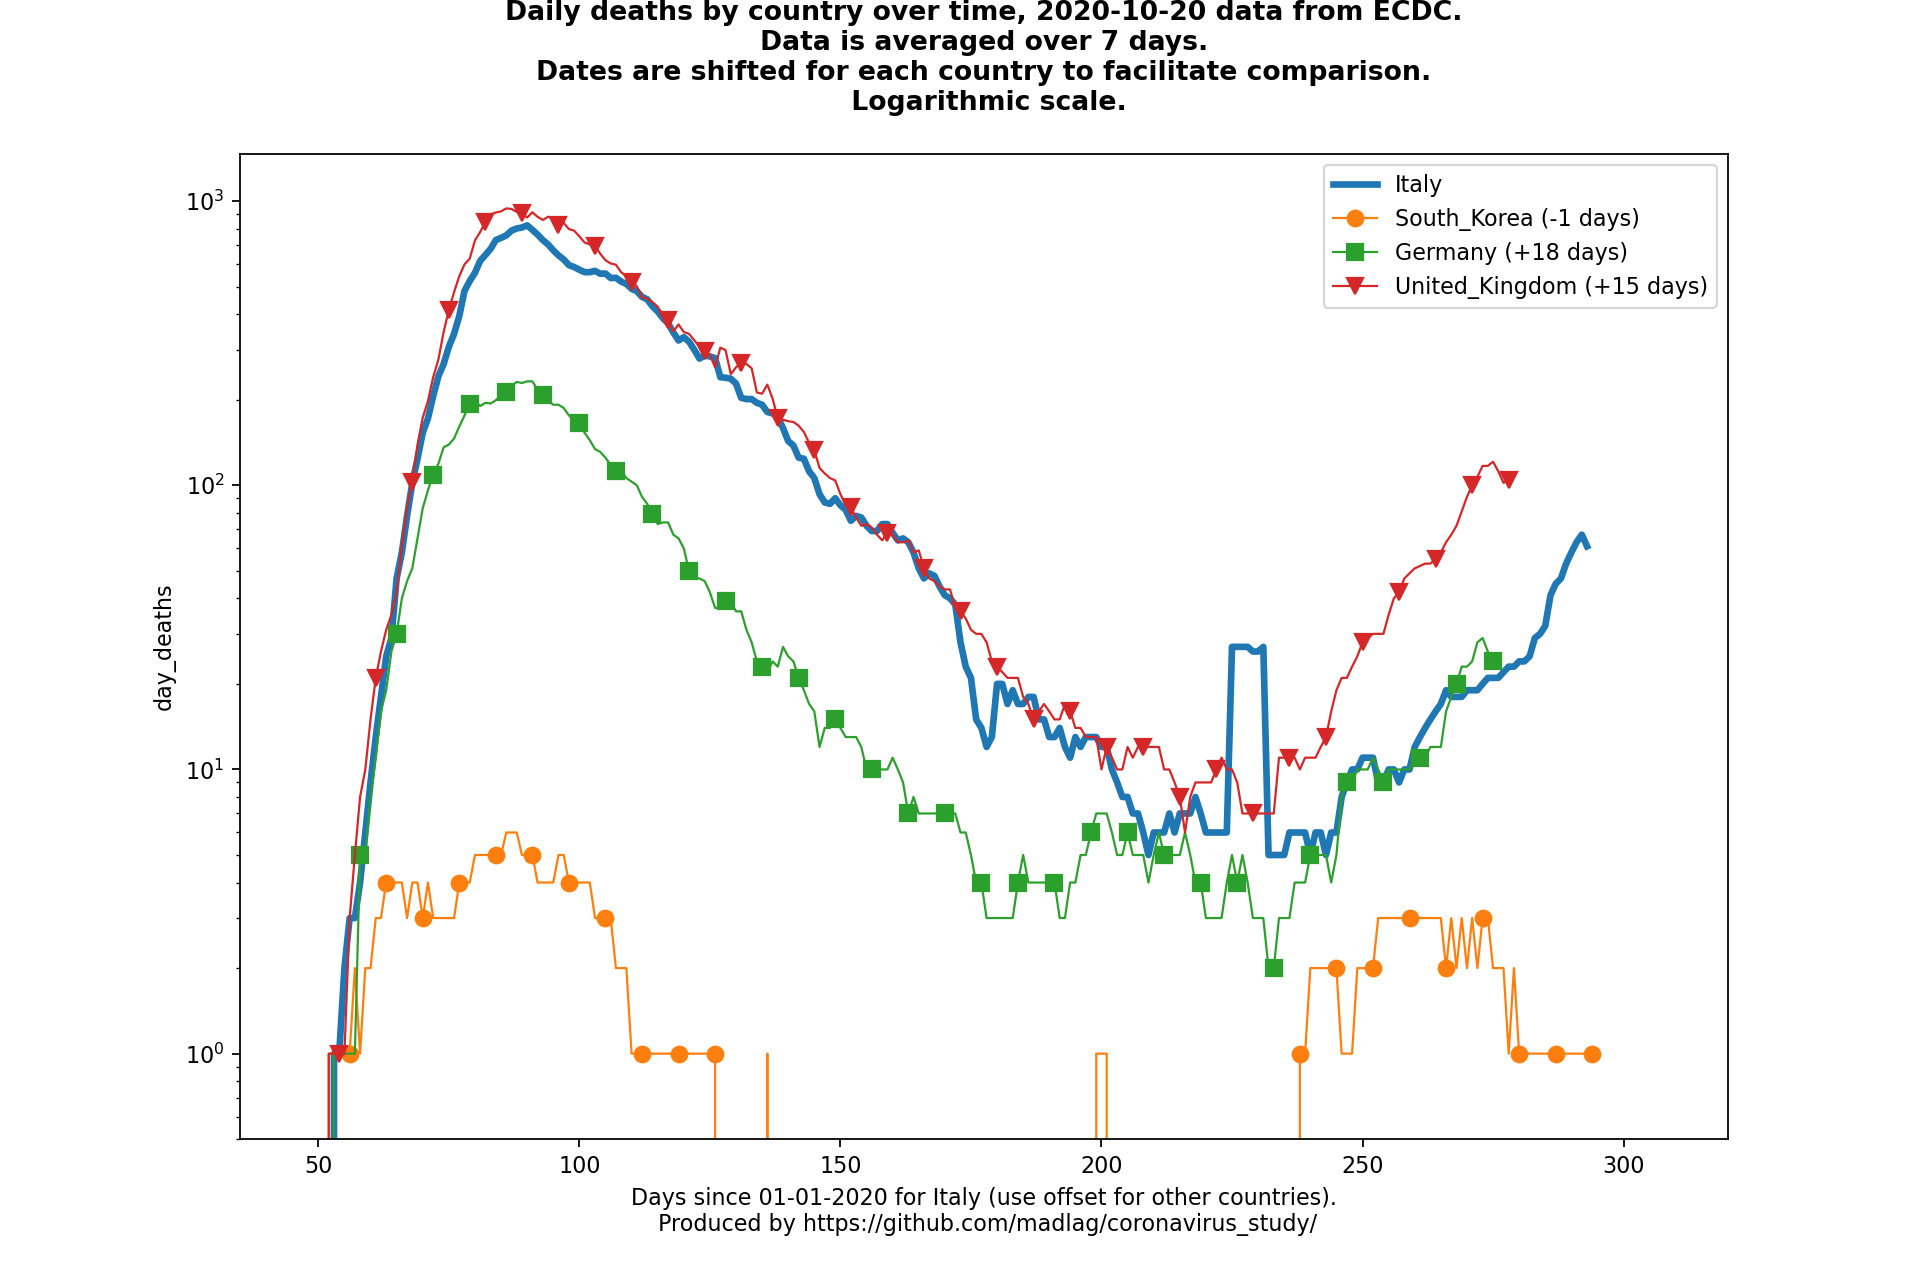 Daily deaths by country over time, 2020-10-20 data from ECDC.
Data is averaged over 7 days.
Dates are shifted for each country to facilitate comparison.
Logarithmic scale.
Italy
South_Korea (-1 days)
Germany (+18 days)
United_Kingdom (+15 days)
10³
10²
10¹
10⁰
day_deaths
50
100
150
200
250
300
Days since 01-01-2020 for Italy (use offset for other countries).
Produced by https://github.com/madlag/coronavirus_study/